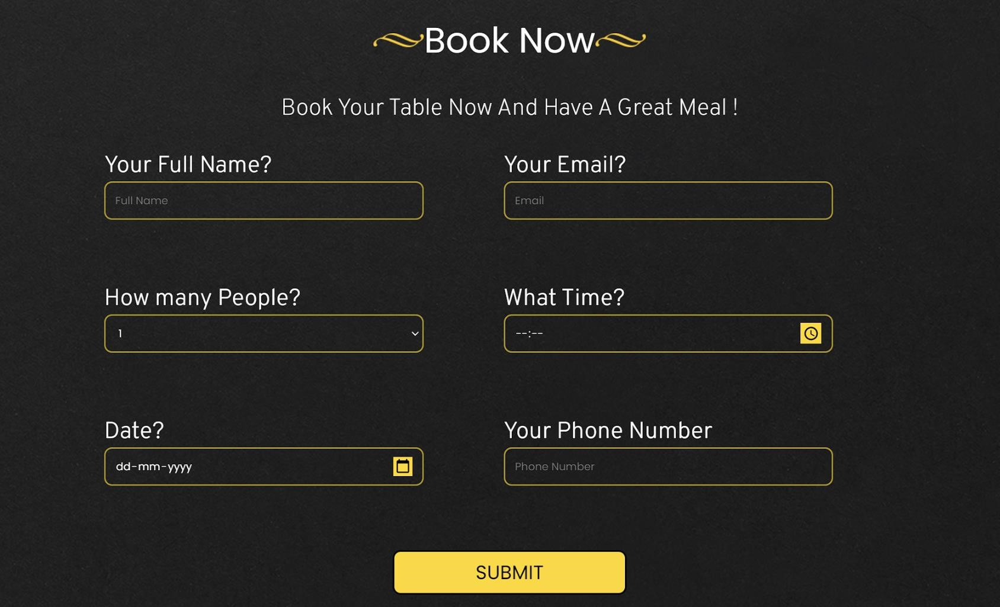 Book Now
Book Your Table Now And Have A Great Meal !
Your Full Name?
Full Name
Your Email?
Email
How many People?
1
What Time?
--:--
Date?
dd-mm-yyyy
Your Phone Number
Phone Number
SUBMIT